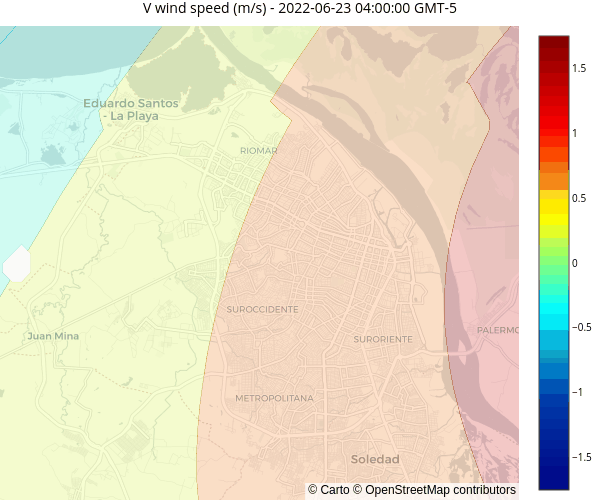 V wind speed (m/s) - 2022-06-23 04:00:00 GMT-5
Eduardo Santos
- La Playa
RIOMAR
SUROCCIDENTE
Juan Mina
SURORIENTE
PALERMO
METROPOLITANA
Soledad
© Carto © OpenStreetMap contributors
1.5
1
0.5
0
−0.5
−1
−1.5